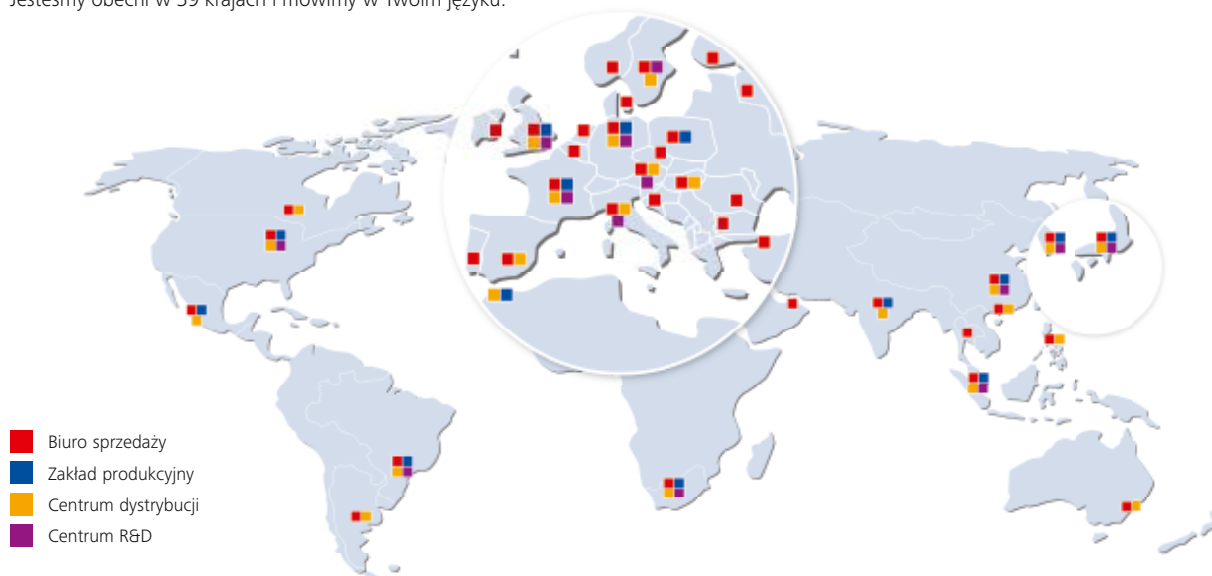 Jesteśmy obecni w 39 krajach i mówimy w Twoim języku.
Biuro sprzedaży
Zakład produkcyjny
Centrum dystrybucji
Centrum R&D